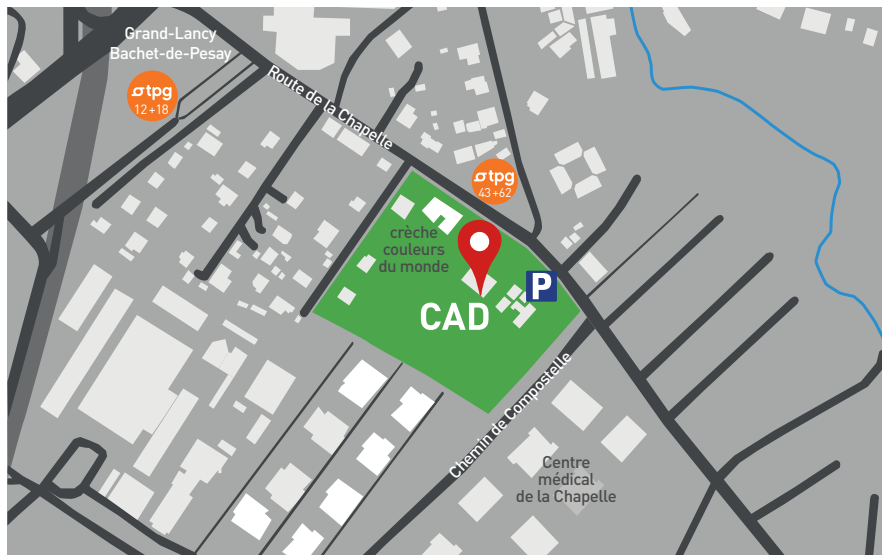 Grand-Lancy
Bachet-de-Pesay
tpg
12+18
Route de la Chapelle
tpg
43+62
crèche
couleurs
du monde
P
CAD
Chemin de Compostelle
Centre
médical
de la Chapelle